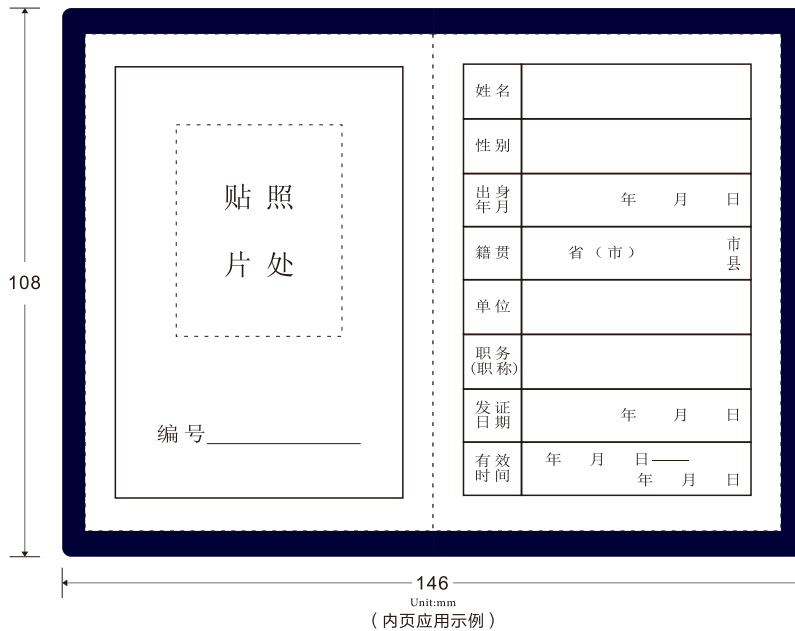 贴 照
片 处
编 号
姓 名
性 别
出 身
年 月
年 月 日
籍 贯
省 （ 市 ）
市
县
单 位
职 务
（职 称）
发 证
日 期
年 月 日
有 效
时 间
年 月 日——
年 月 日
108
146
Unit:mm
（ 内页应用示例 ）